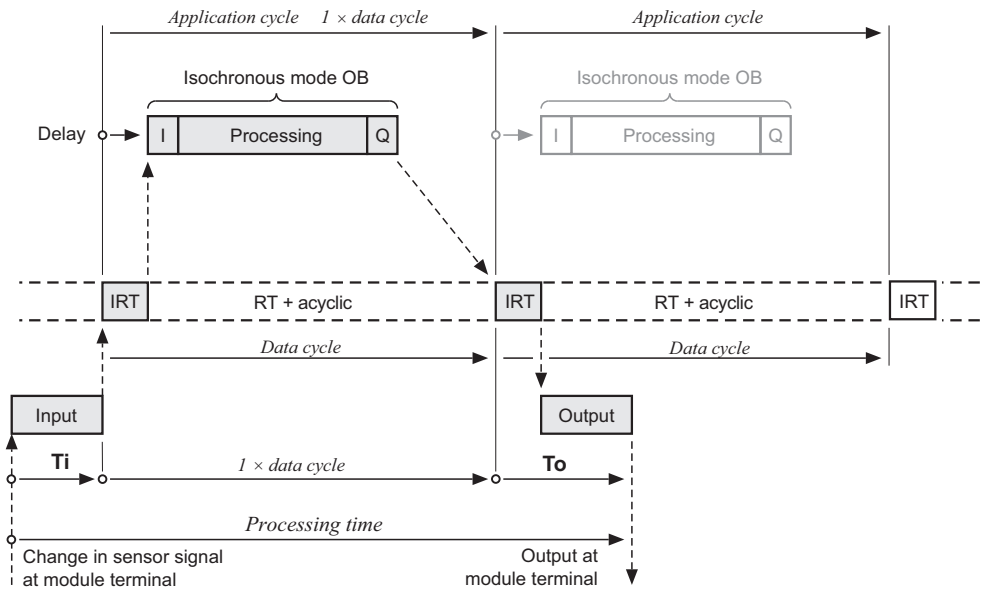 Application cycle 1 × data cycle
Application cycle
Isochronous mode OB
Isochronous mode OB
Delay
I
Processing
Q
I
Processing
Q
IRT
RT + acyclic
IRT
RT + acyclic
IRT
Data cycle
Data cycle
Input
Output
Ti
1 × data cycle
To
Processing time
Change in sensor signal
at module terminal
Output at
module terminal